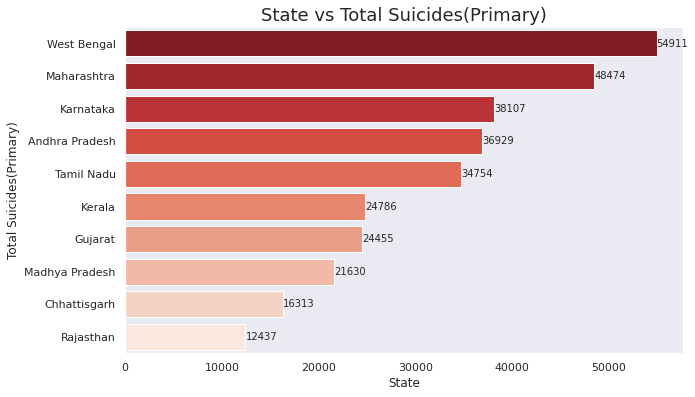 State vs Total Suicides(Primary)
Total Suicides(Primary)
West Bengal 54911
Maharashtra 48474
Karnataka 38107
Andhra Pradesh 36929
Tamil Nadu 34754
Kerala 24786
Gujarat 24455
Madhya Pradesh 21630
Chhattisgarh 16313
Rajasthan 12437
0 10000 20000 30000 40000 50000
State